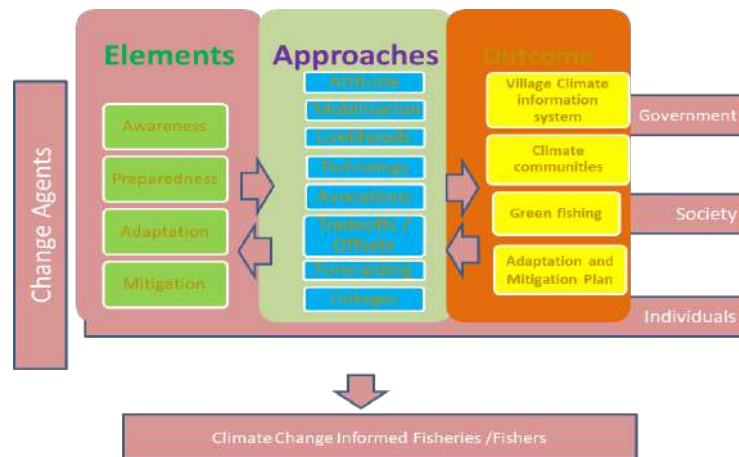 Elements
Approaches
Outcome
Change Agents
Awareness
Preparedness
Adaptation
Mitigation
Attitude
Mobilisation
Livelihoods
Technology
Avocations
Tradeoffs /
Offsets
Forecasting
Linkages
Village Climate
information
system
Climate
communities
Green fishing
Adaptation and
Mitigation Plan
Government
Society
Individuals
Climate Change Informed Fisheries /Fishers